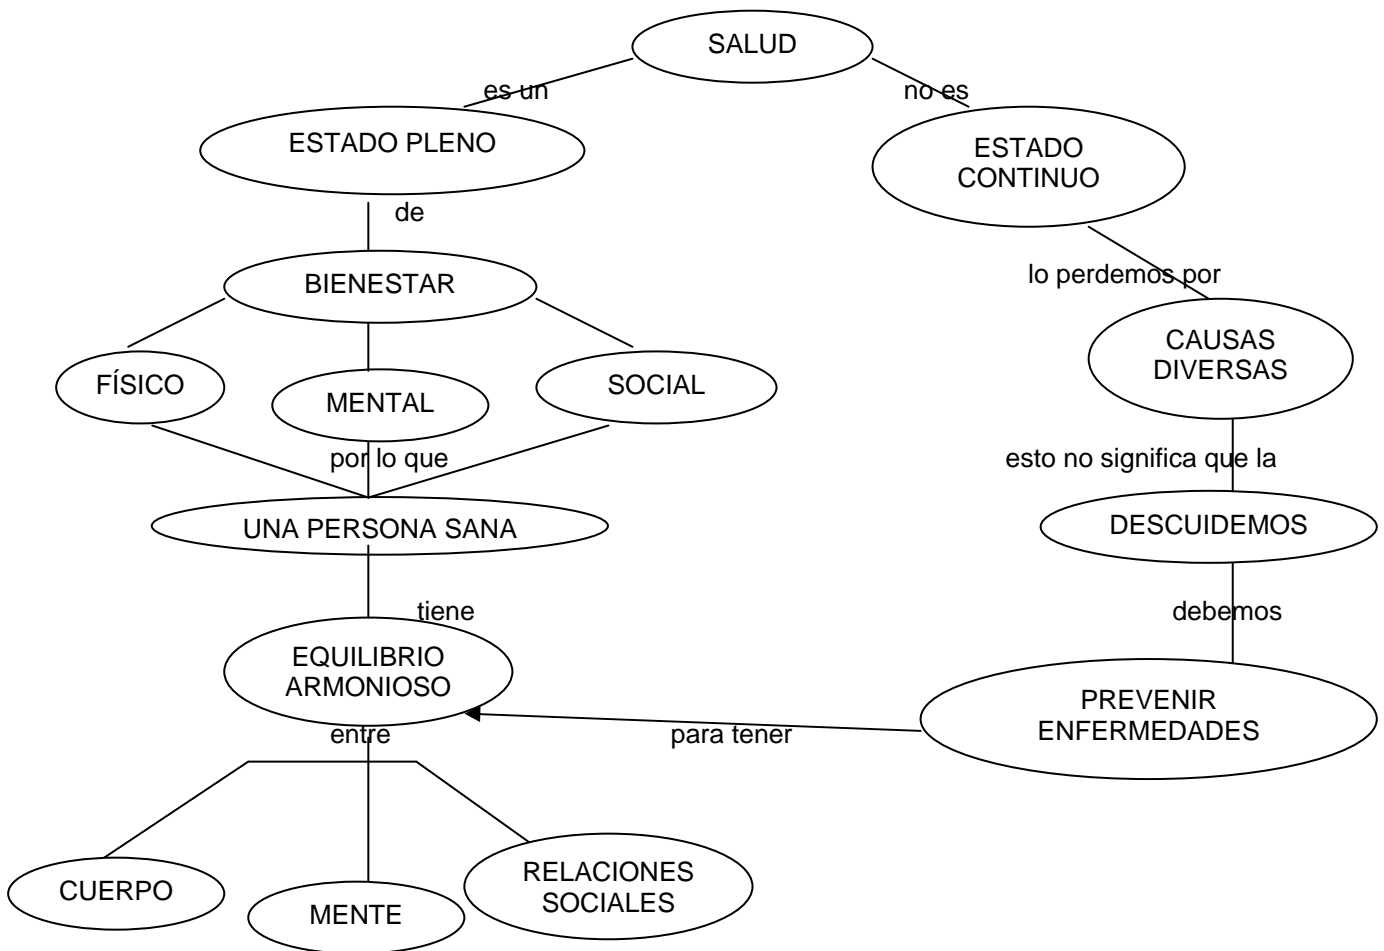 SALUD
es un
no es
ESTADO PLENO
ESTADO
CONTINUO
de
BIENESTAR
lo perdemos por
CAUSAS
DIVERSAS
FÍSICO
MENTAL
SOCIAL
por lo que
esto no significa que la
UNA PERSONA SANA
DESCUIDEMOS
tiene
debemos
EQUILIBRIO
ARMONIOSO
PREVENIR
ENFERMEDADES
entre
para tener
CUERPO
MENTE
RELACIONES
SOCIALES